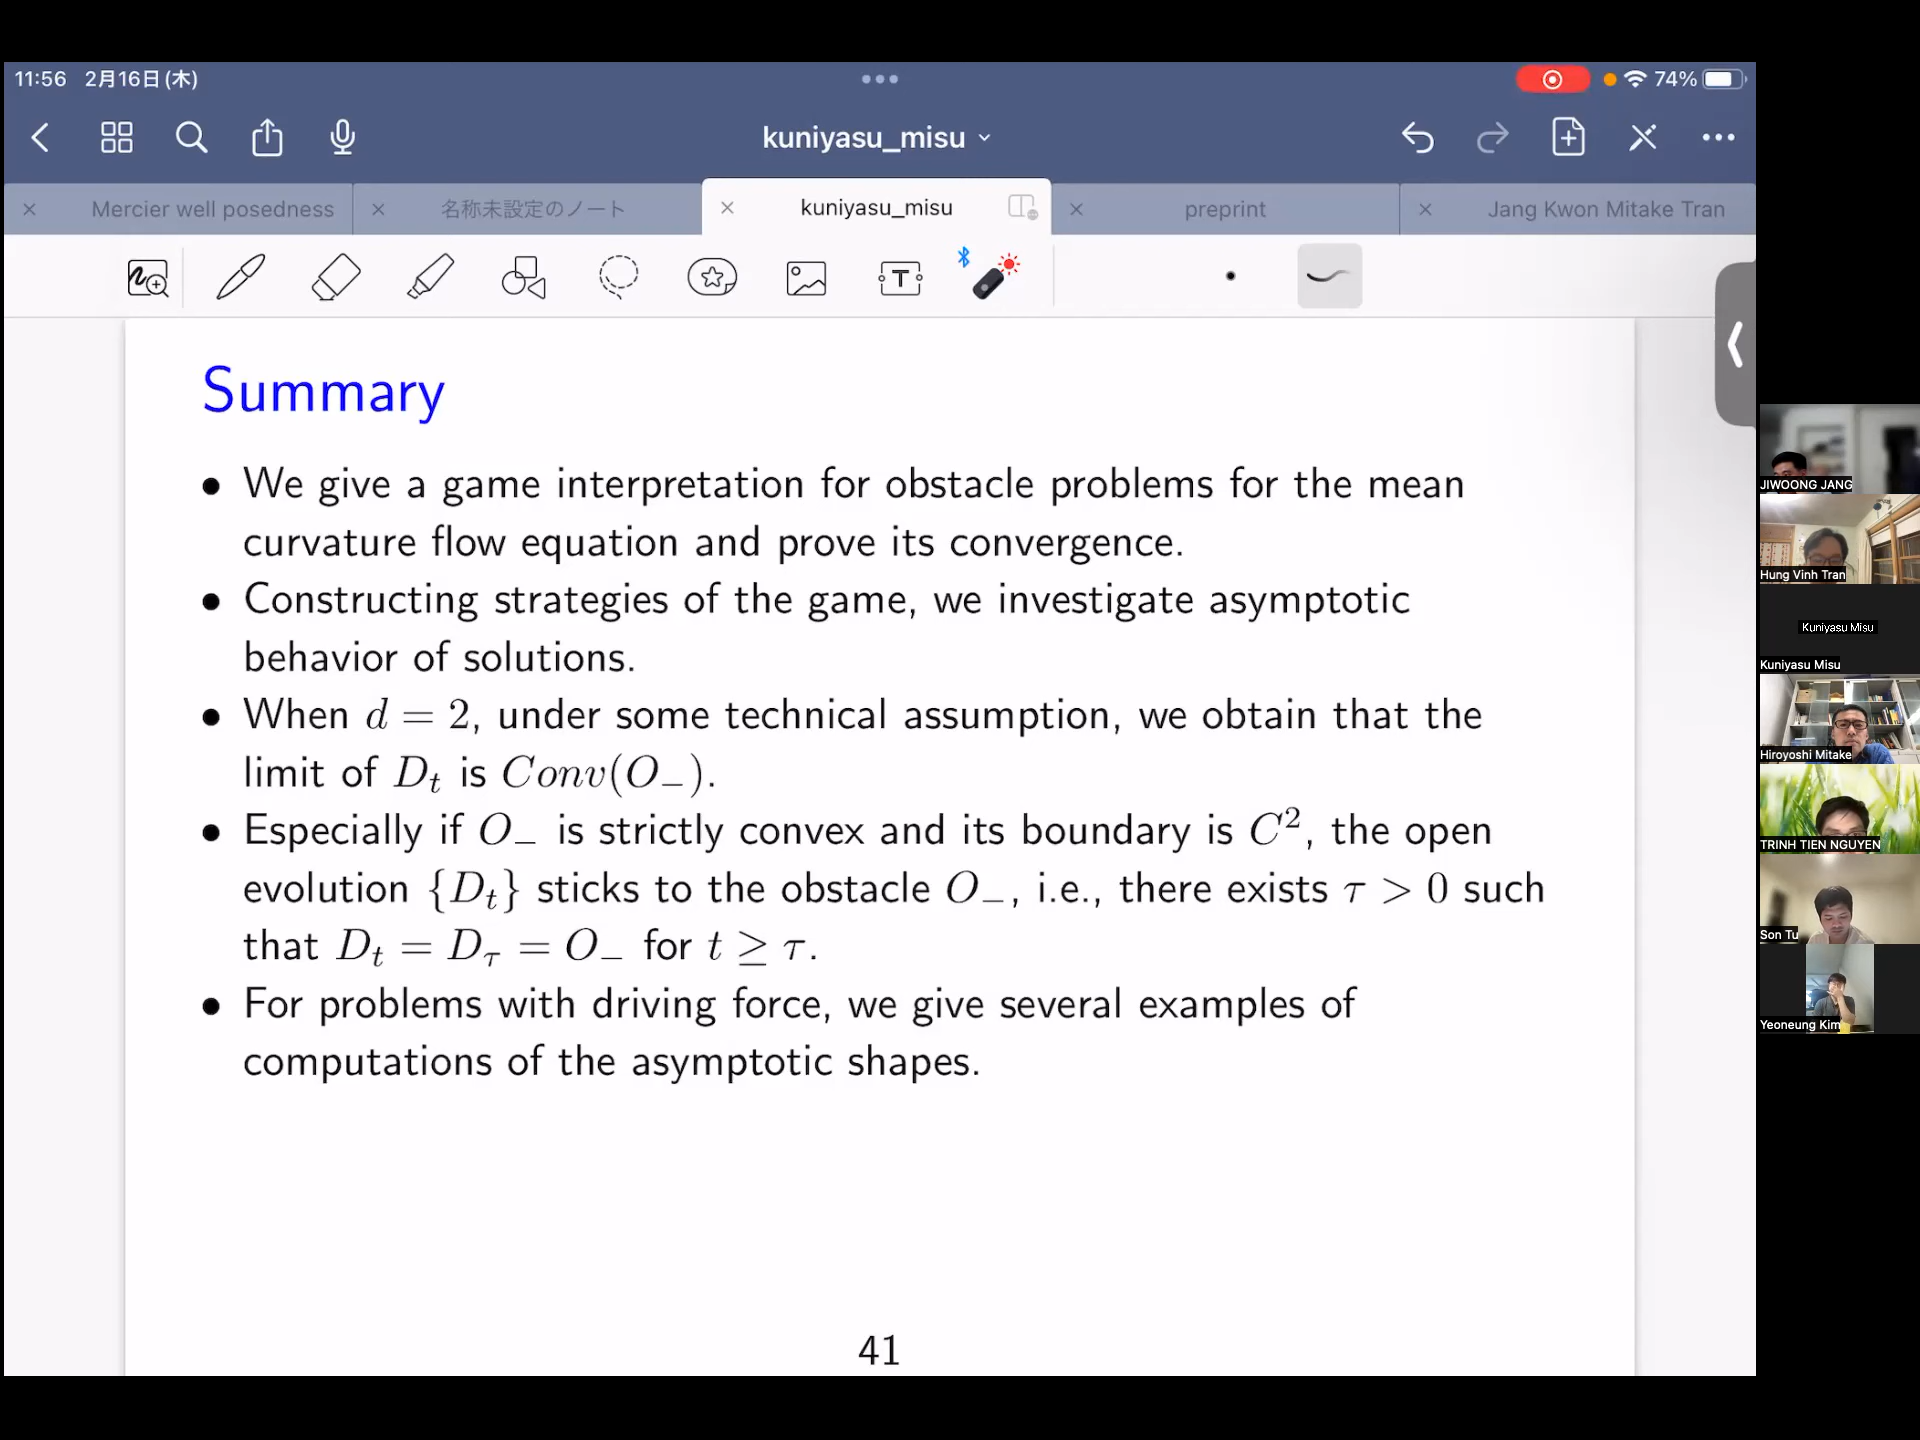 11:56 2月16日(木)
74%
kuniyasu_misu
Mercier well posedness
名称未設定のノート
kuniyasu_misu
preprint
Jang Kwon Mitake Tran
T
Summary
• We give a game interpretation for obstacle problems for the mean
curvature flow equation and prove its convergence.
• Constructing strategies of the game, we investigate asymptotic
behavior of solutions.
• When d = 2, under some technical assumption, we obtain that the
limit of D_t is Conv(O_−).
• Especially if O_− is strictly convex and its boundary is C², the open
evolution {D_t} sticks to the obstacle O_−, i.e., there exists τ > 0 such
that D_t = D_τ = O_− for t ≥ τ.
• For problems with driving force, we give several examples of
computations of the asymptotic shapes.
41
JIWOONG JANG
Hung Vinh Tran
Kuniyasu Misu
Kuniyasu Misu
Hiroyoshi Mitake
TRINH TIEN NGUYEN
Son Tu
Yeoneung Kim